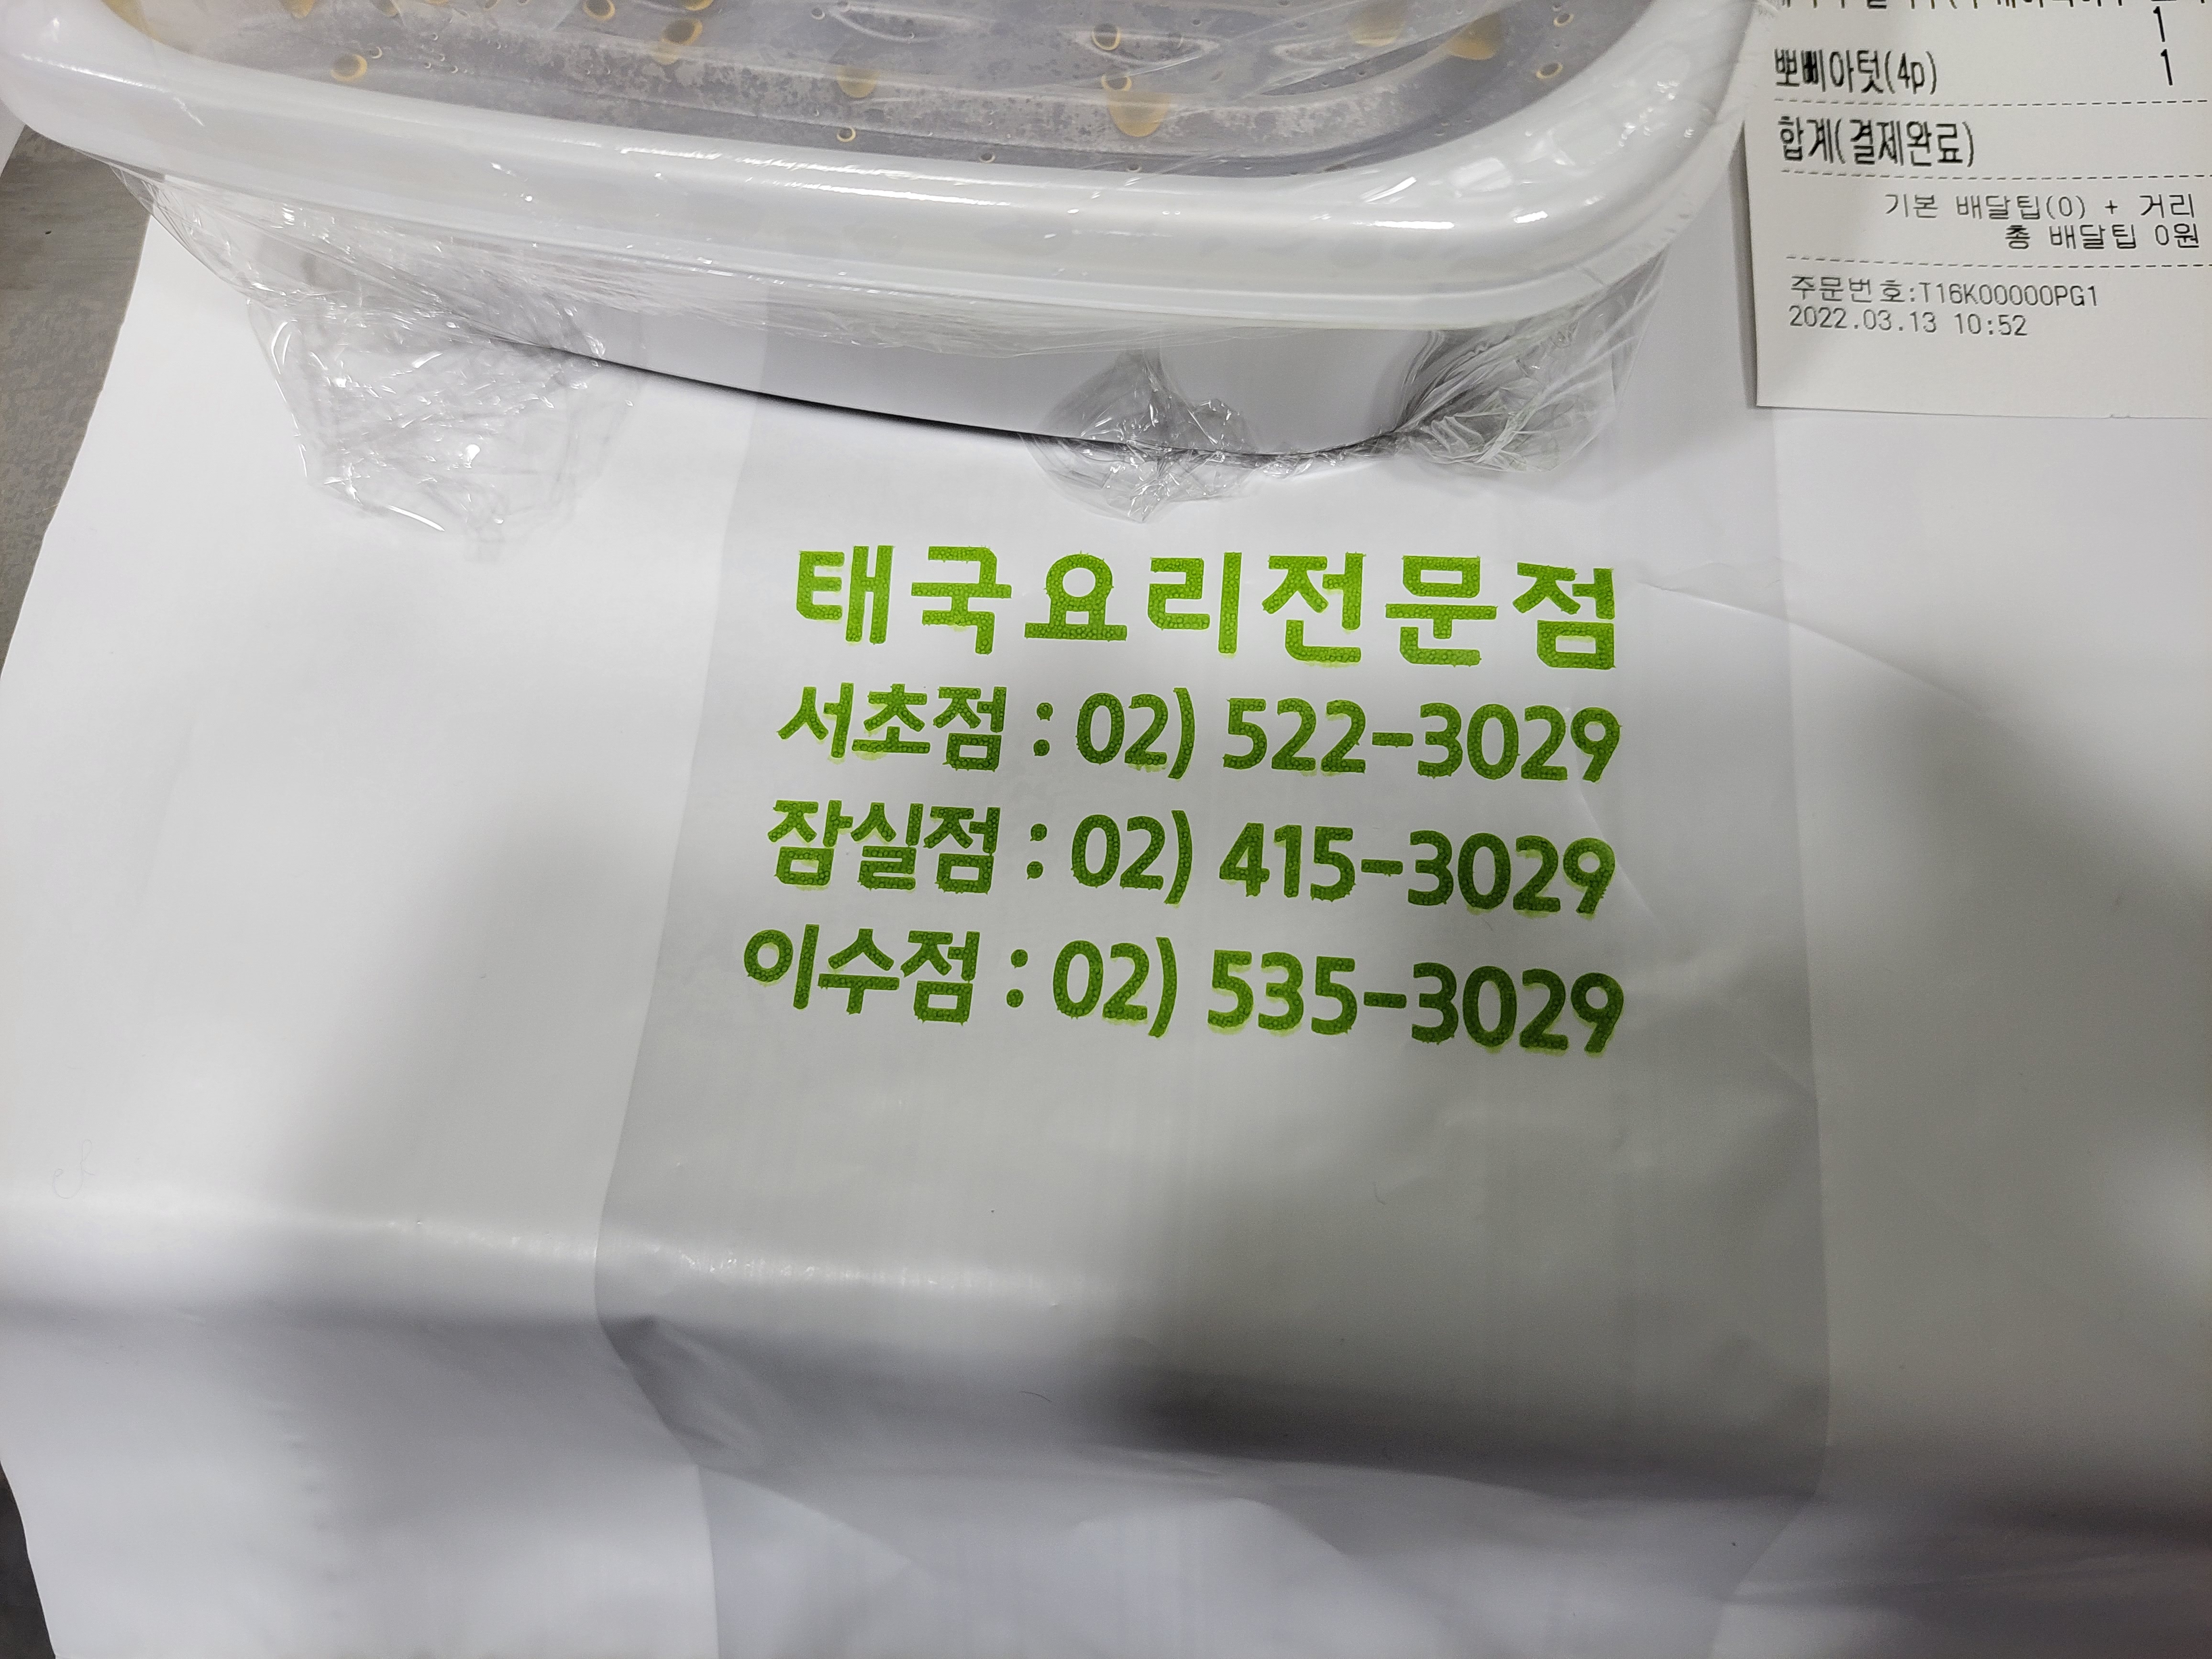 1
뽀삐아텃(4p) 1
합계(결제완료)
기본 배달팁(0) + 거리
총 배달팁 0원
주문번호:T16K00000PG1
2022.03.13 10:52
태국요리전문점
서초점 : 02) 522-3029
잠실점 : 02) 415-3029
이수점 : 02) 535-3029